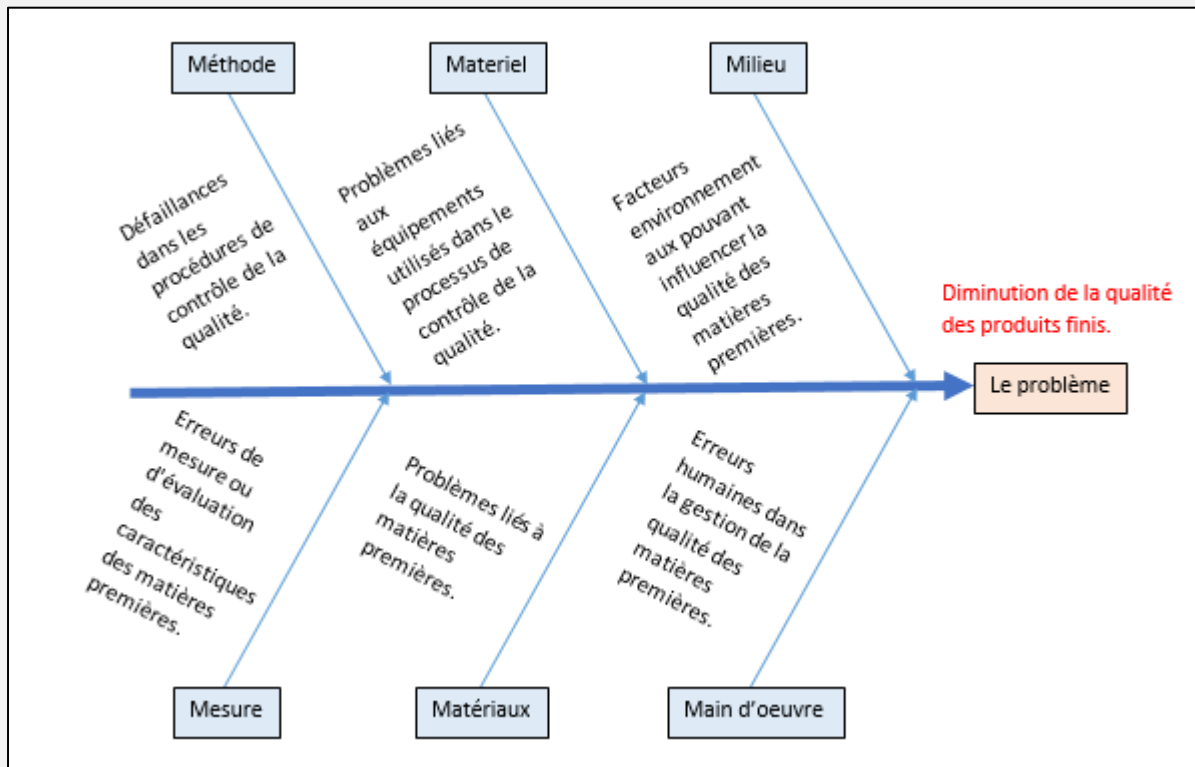 Méthode
Materiel
Milieu
Défaillances
dans les
procédures de
contrôle de la
qualité.
Problèmes liés
aux
équipements
utilisés dans le
processus de
contrôle de la
qualité.
Facteurs
environnement
aux pouvant
influencer la
qualité des
matières
premières.
Diminution de la qualité
des produits finis.
Le problème
Erreurs de
mesure ou
d'évaluation
des
caractéristiques
des matières
premières.
Problèmes liés à
la qualité des
matières
premières.
Erreurs
humaines dans
la gestion de la
qualité des
matières
premières.
Mesure
Matériaux
Main d'oeuvre